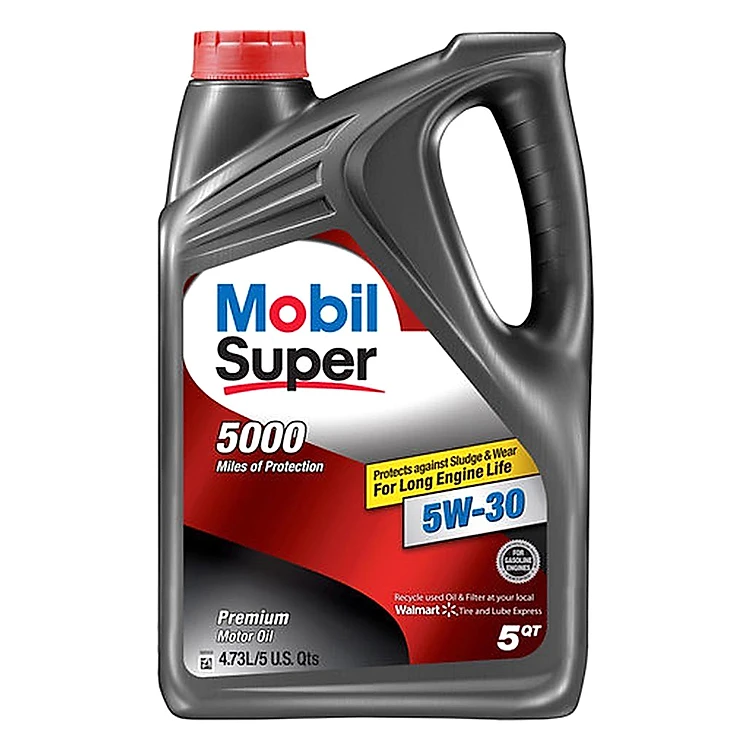 Mobil
Super
5000
Miles of Protection
Protects against Sludge & Wear
For Long Engine Life
5W-30
FOR
GASOLINE
ENGINES
Recycle used Oil & Filter at your local
Walmart Tire and Lube Express
Premium
Motor Oil
4.73L/5 U.S. Qts
5 QT